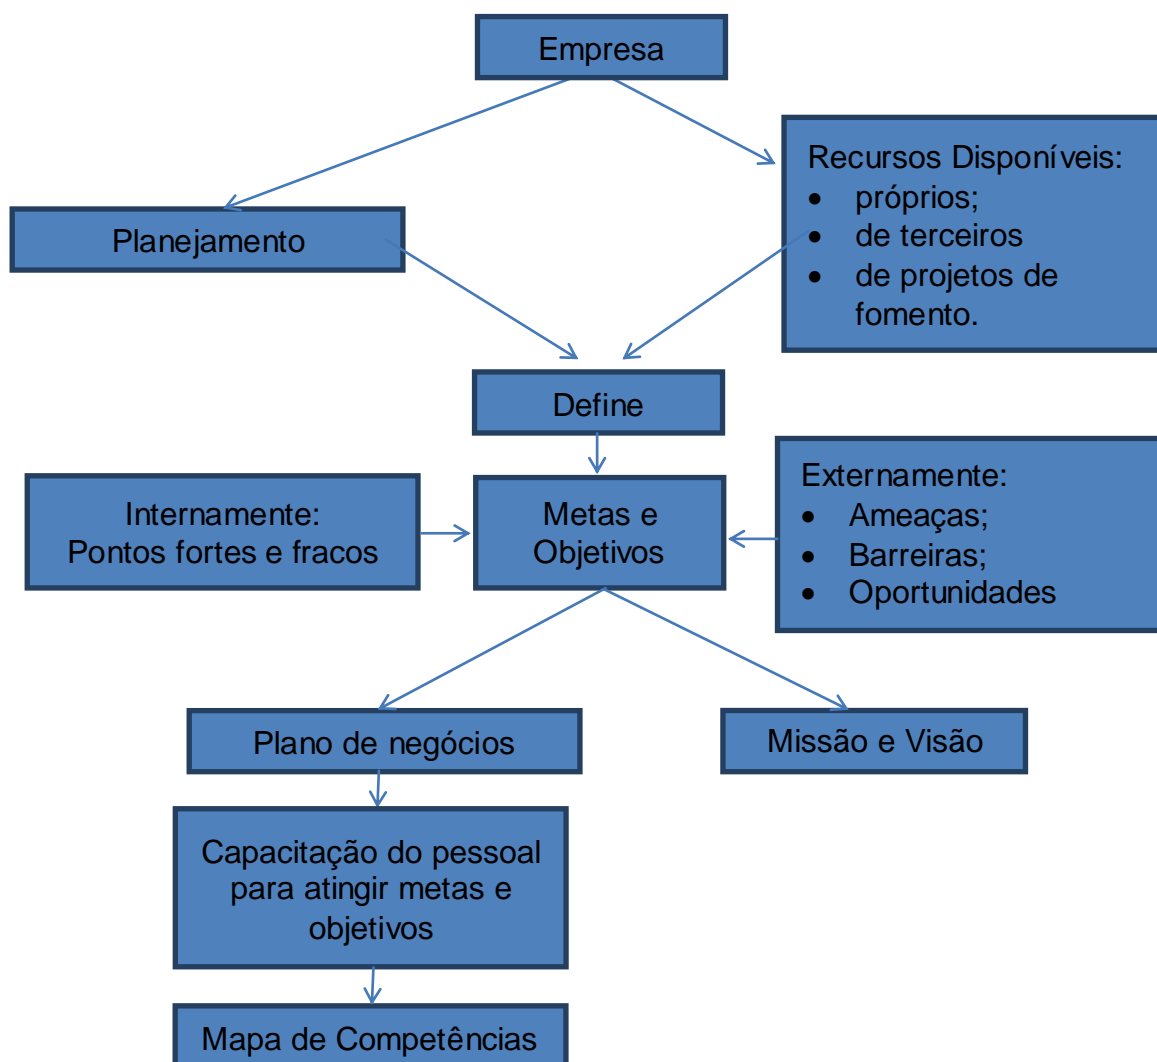 Empresa
Recursos Disponíveis:
• próprios;
• de terceiros
• de projetos de
fomento.
Planejamento
Define
Internamente:
Pontos fortes e fracos
Metas e
Objetivos
Externamente:
• Ameaças;
• Barreiras;
• Oportunidades
Plano de negócios
Missão e Visão
Capacitação do pessoal
para atingir metas e
objetivos
Mapa de Competências